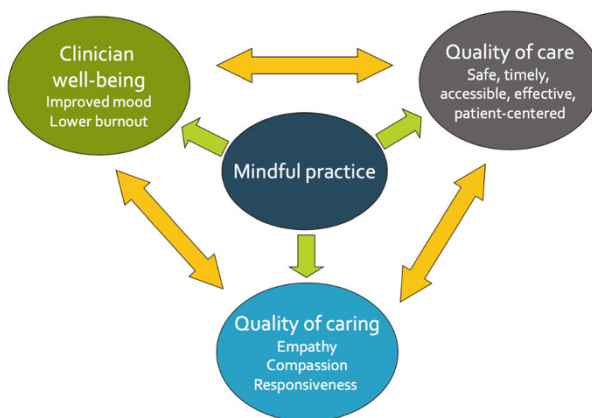 Clinician
well-being
Improved mood
Lower burnout
Quality of care
Safe, timely,
accessible, effective,
patient-centered
Mindful practice
Quality of caring
Empathy
Compassion
Responsiveness